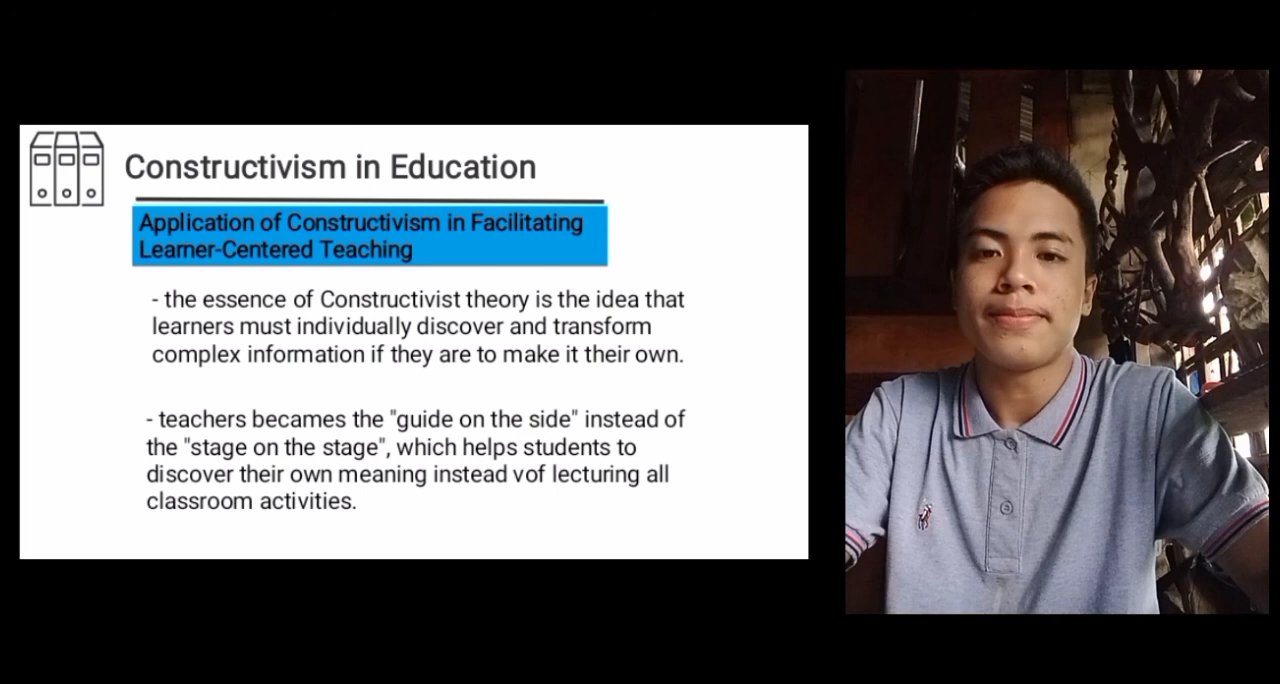 Constructivism in Education
Application of Constructivism in Facilitating
Learner-Centered Teaching
- the essence of Constructivist theory is the idea that
learners must individually discover and transform
complex information if they are to make it their own.
- teachers becames the "guide on the side" instead of
the "stage on the stage", which helps students to
discover their own meaning instead vof lecturing all
classroom activities.